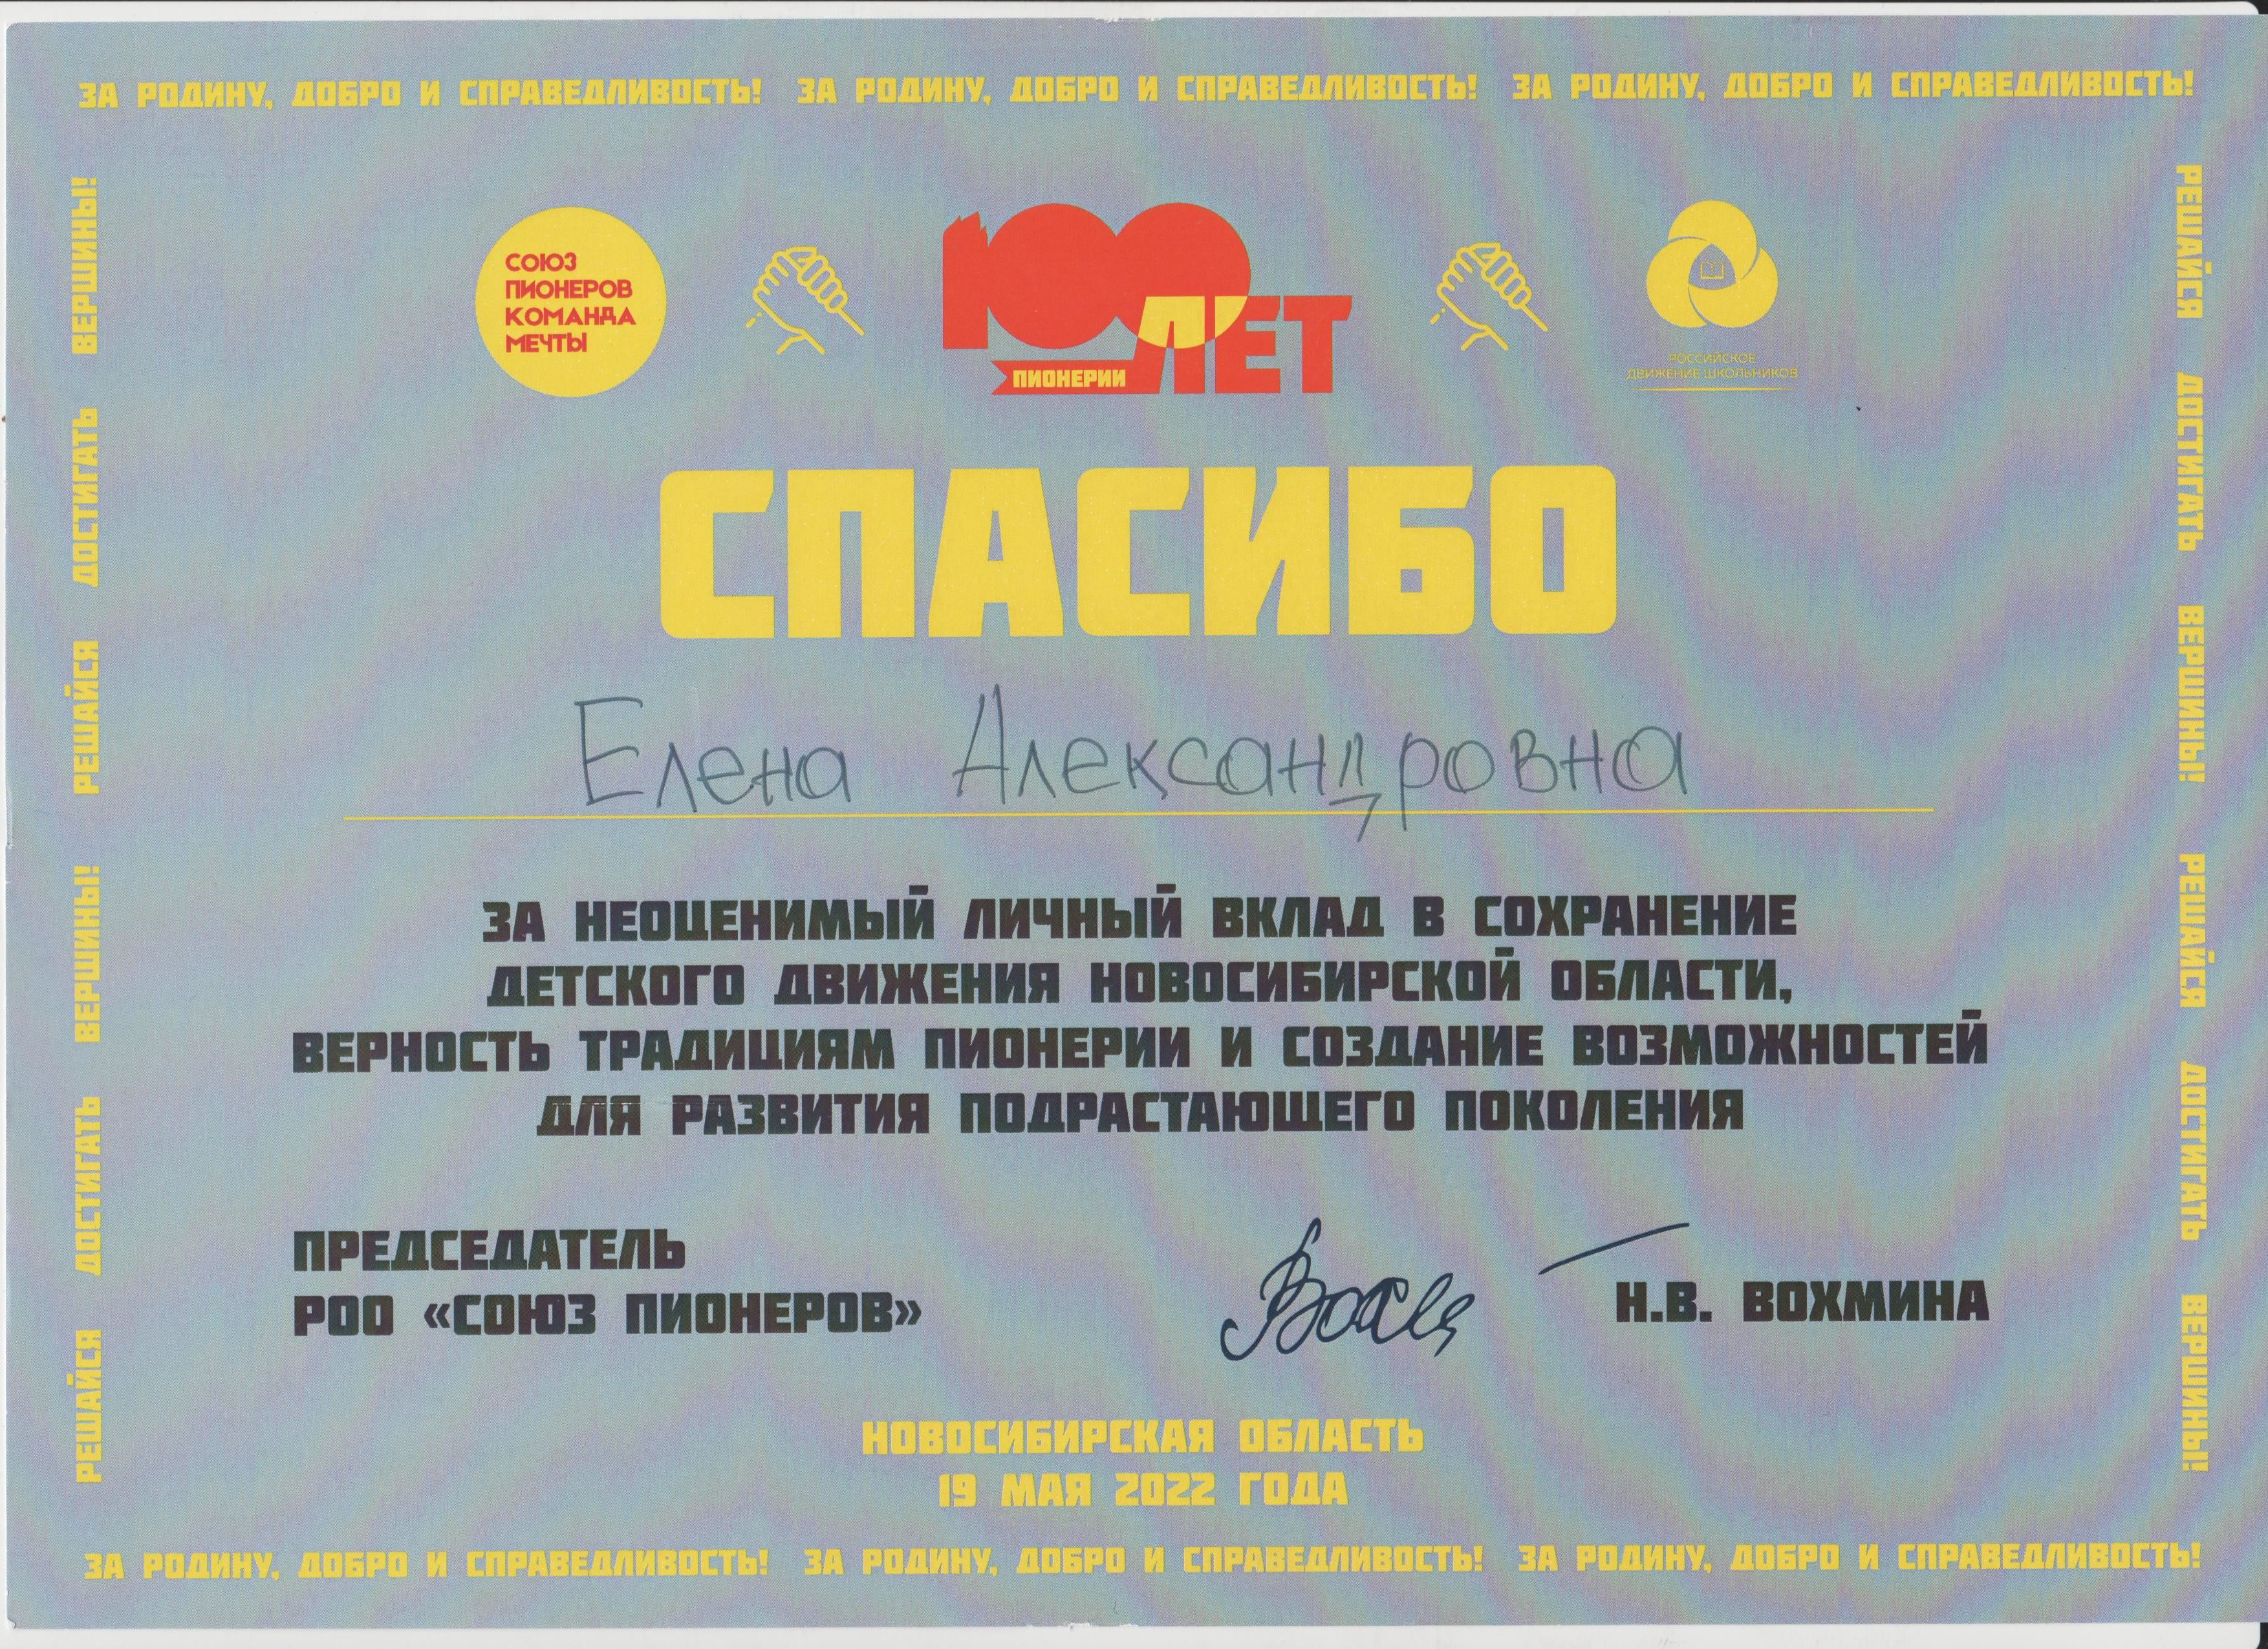 ЗА РОДИНУ, ДОБРО И СПРАВЕДЛИВОСТЬ! ЗА РОДИНУ, ДОБРО И СПРАВЕДЛИВОСТЬ! ЗА РОДИНУ, ДОБРО И СПРАВЕДЛИВОСТЬ!
РЕШАЙСЯ ДОСТИГАТЬ ВЕРШИНЫ! РЕШАЙСЯ ДОСТИГАТЬ ВЕРШИНЫ!
СОЮЗ
ПИОНЕРОВ
КОМАНДА
МЕЧТЫ
100 ЛЕТ
ПИОНЕРИИ
РОССИЙСКОЕ
ДВИЖЕНИЕ ШКОЛЬНИКОВ
СПАСИБО
Елена Александровна
ЗА НЕОЦЕНИМЫЙ ЛИЧНЫЙ ВКЛАД В СОХРАНЕНИЕ
ДЕТСКОГО ДВИЖЕНИЯ НОВОСИБИРСКОЙ ОБЛАСТИ,
ВЕРНОСТЬ ТРАДИЦИЯМ ПИОНЕРИИ И СОЗДАНИЕ ВОЗМОЖНОСТЕЙ
ДЛЯ РАЗВИТИЯ ПОДРАСТАЮЩЕГО ПОКОЛЕНИЯ
ПРЕДСЕДАТЕЛЬ
РОО «СОЮЗ ПИОНЕРОВ»
Н.В. ВОХМИНА
НОВОСИБИРСКАЯ ОБЛАСТЬ
19 МАЯ 2022 ГОДА
РЕШАЙСЯ ДОСТИГАТЬ ВЕРШИНЫ! РЕШАЙСЯ ДОСТИГАТЬ ВЕРШИНЫ!
ЗА РОДИНУ, ДОБРО И СПРАВЕДЛИВОСТЬ! ЗА РОДИНУ, ДОБРО И СПРАВЕДЛИВОСТЬ! ЗА РОДИНУ, ДОБРО И СПРАВЕДЛИВОСТЬ!